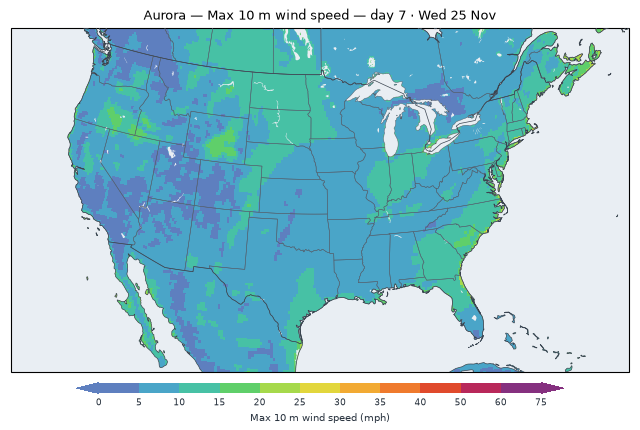 Aurora — Max 10 m wind speed — day 7 · Wed 25 Nov
0 5 10 15 20 25 30 35 40 50 60 75
Max 10 m wind speed (mph)